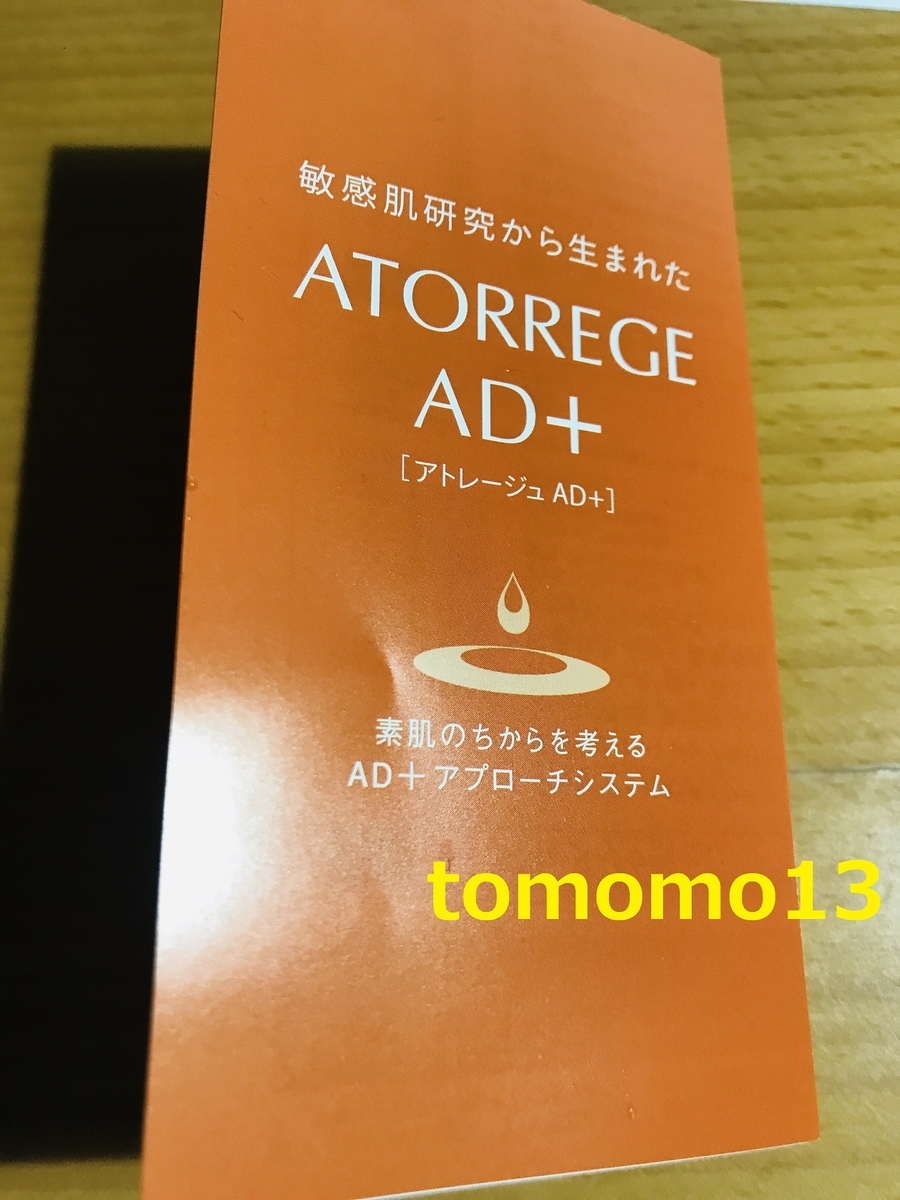 敏感肌研究から生まれた
ATORREGE
AD+
[アトレージュ AD+]
素肌のちからを考える
AD+アプローチシステム
tomomo13